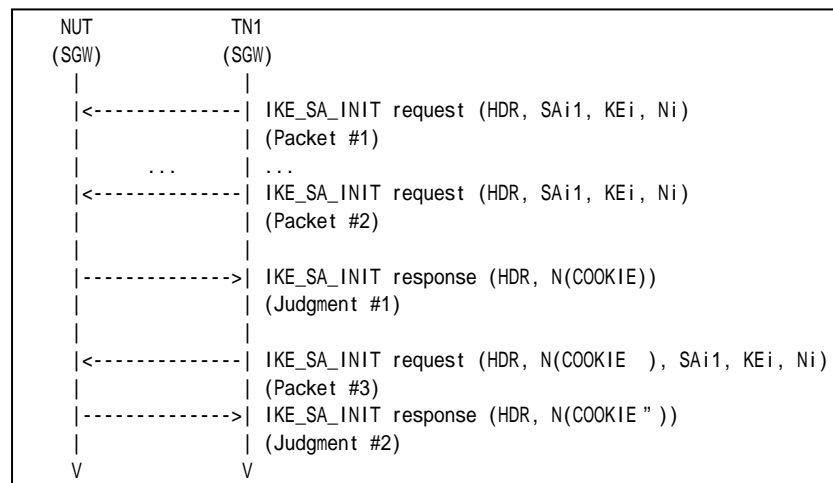 NUT TN1
(SGW) (SGW)
| |
|<--------------| IKE_SA_INIT request (HDR, SAi1, KEi, Ni)
| | (Packet #1)
| ... | ...
|<--------------| IKE_SA_INIT request (HDR, SAi1, KEi, Ni)
| | (Packet #2)
| |
|-------------->| IKE_SA_INIT response (HDR, N(COOKIE))
| | (Judgment #1)
| |
|<--------------| IKE_SA_INIT request (HDR, N(COOKIE ), SAi1, KEi, Ni)
| | (Packet #3)
|-------------->| IKE_SA_INIT response (HDR, N(COOKIE”))
| | (Judgment #2)
V V